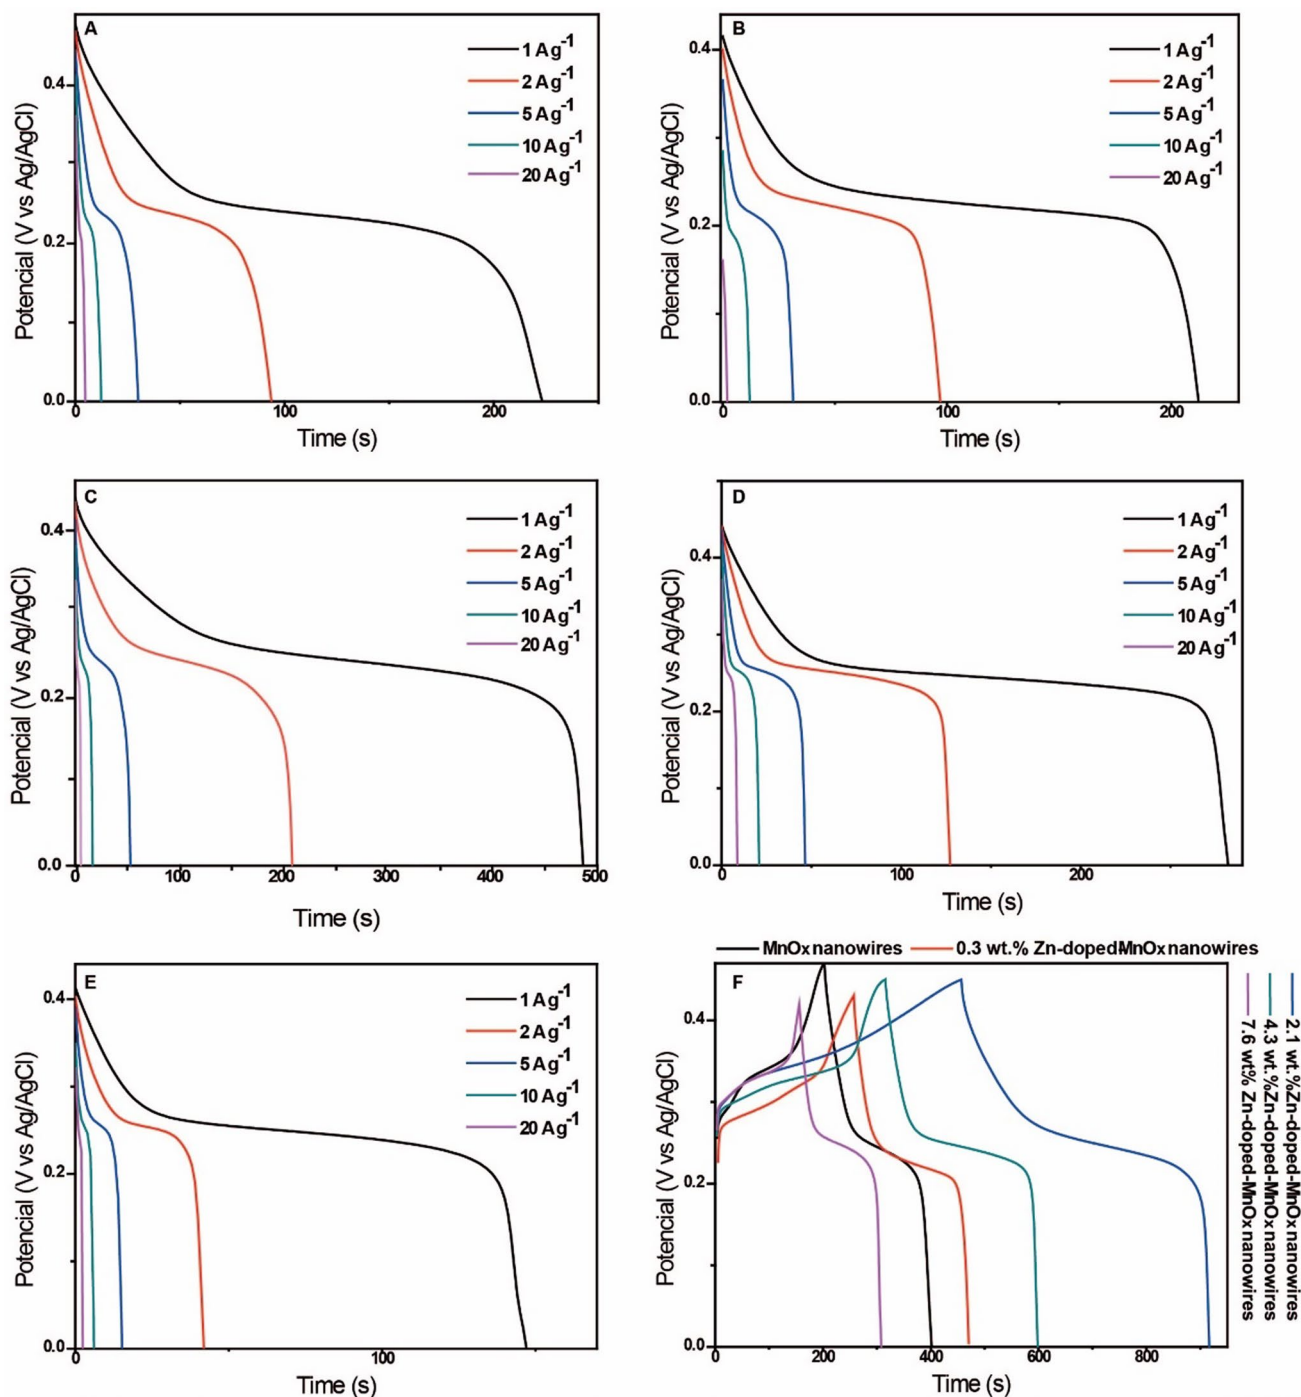 A
1 Ag-1
2 Ag-1
5 Ag-1
10 Ag-1
20 Ag-1
Potencial (V vs Ag/AgCl)
0.4
0.2
0.0
0
100
200
Time (s)
B
1 Ag-1
2 Ag-1
5 Ag-1
10 Ag-1
20 Ag-1
Potencial (V vs Ag/AgCl)
0.4
0.2
0.0
0
100
200
Time (s)
C
1 Ag-1
2 Ag-1
5 Ag-1
10 Ag-1
20 Ag-1
Potencial (V vs Ag/AgCl)
0.4
0.2
0.0
0
100
200
300
400
500
Time (s)
D
1 Ag-1
2 Ag-1
5 Ag-1
10 Ag-1
20 Ag-1
Potencial (V vs Ag/AgCl)
0.4
0.2
0.0
0
100
200
Time (s)
E
1 Ag-1
2 Ag-1
5 Ag-1
10 Ag-1
20 Ag-1
Potencial (V vs Ag/AgCl)
0.4
0.2
0.0
0
100
Time (s)
MnOx nanowires
0.3 wt.% Zn-doped-MnOx nanowires
F
Potencial (V vs Ag/AgCl)
0.4
0.2
0.0
0
200
400
600
800
Time (s)
7.6 wt% Zn-doped-MnOx nanowires
4.3 wt.%Zn-doped-MnOx nanowires
2.1 wt.%Zn-doped-MnOx nanowires